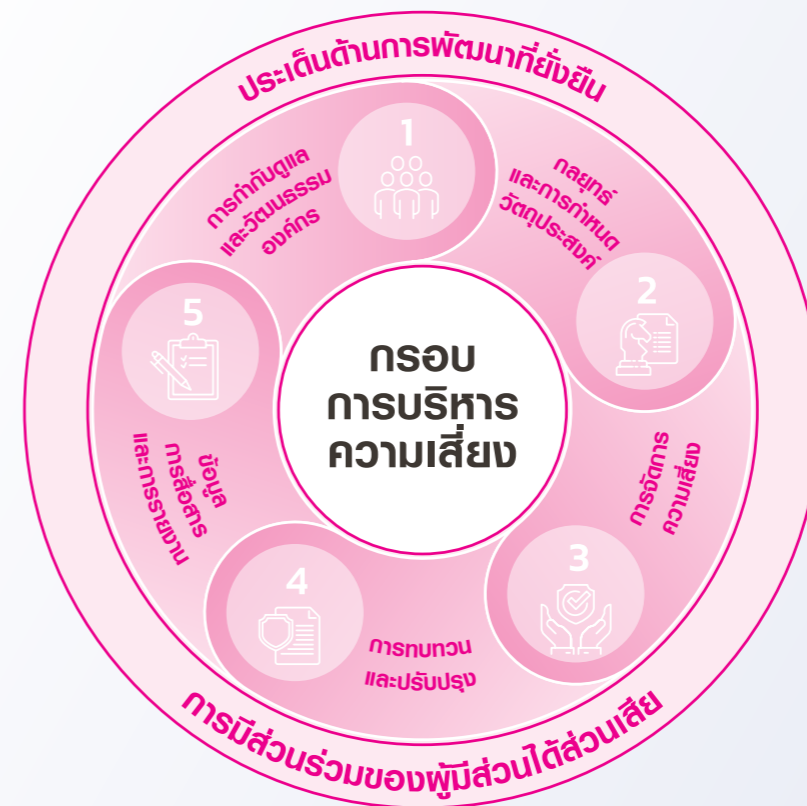 ประเด็นด้านการพัฒนาที่ยั่งยืน
1
การกำกับดูแล
และวัฒนธรรม
องค์กร
2
กลยุทธ์
และการกำหนด
วัตถุประสงค์
3
การจัดการ
ความเสี่ยง
4
การทบทวน
และปรับปรุง
5
ข้อมูล
การสื่อสาร
และการรายงาน
กรอบ
การบริหาร
ความเสี่ยง
การมีส่วนร่วมของผู้มีส่วนได้ส่วนเสีย